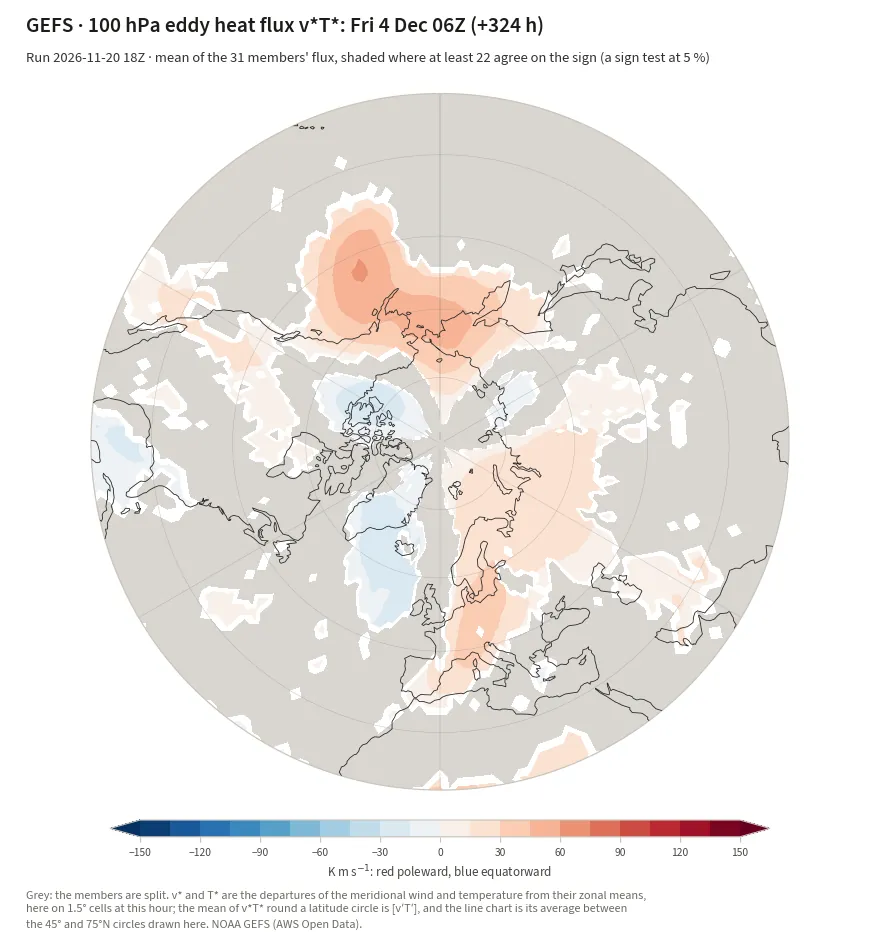 GEFS · 100 hPa eddy heat flux v*T*: Fri 4 Dec 06Z (+324 h)
Run 2026-11-20 18Z · mean of the 31 members' flux, shaded where at least 22 agree on the sign (a sign test at 5 %)
−150 −120 −90 −60 −30 0 30 60 90 120 150
K m s⁻¹: red poleward, blue equatorward
Grey: the members are split. v* and T* are the departures of the meridional wind and temperature from their zonal means,
here on 1.5° cells at this hour; the mean of v*T* round a latitude circle is [v'T'], and the line chart is its average between
the 45° and 75°N circles drawn here. NOAA GEFS (AWS Open Data).